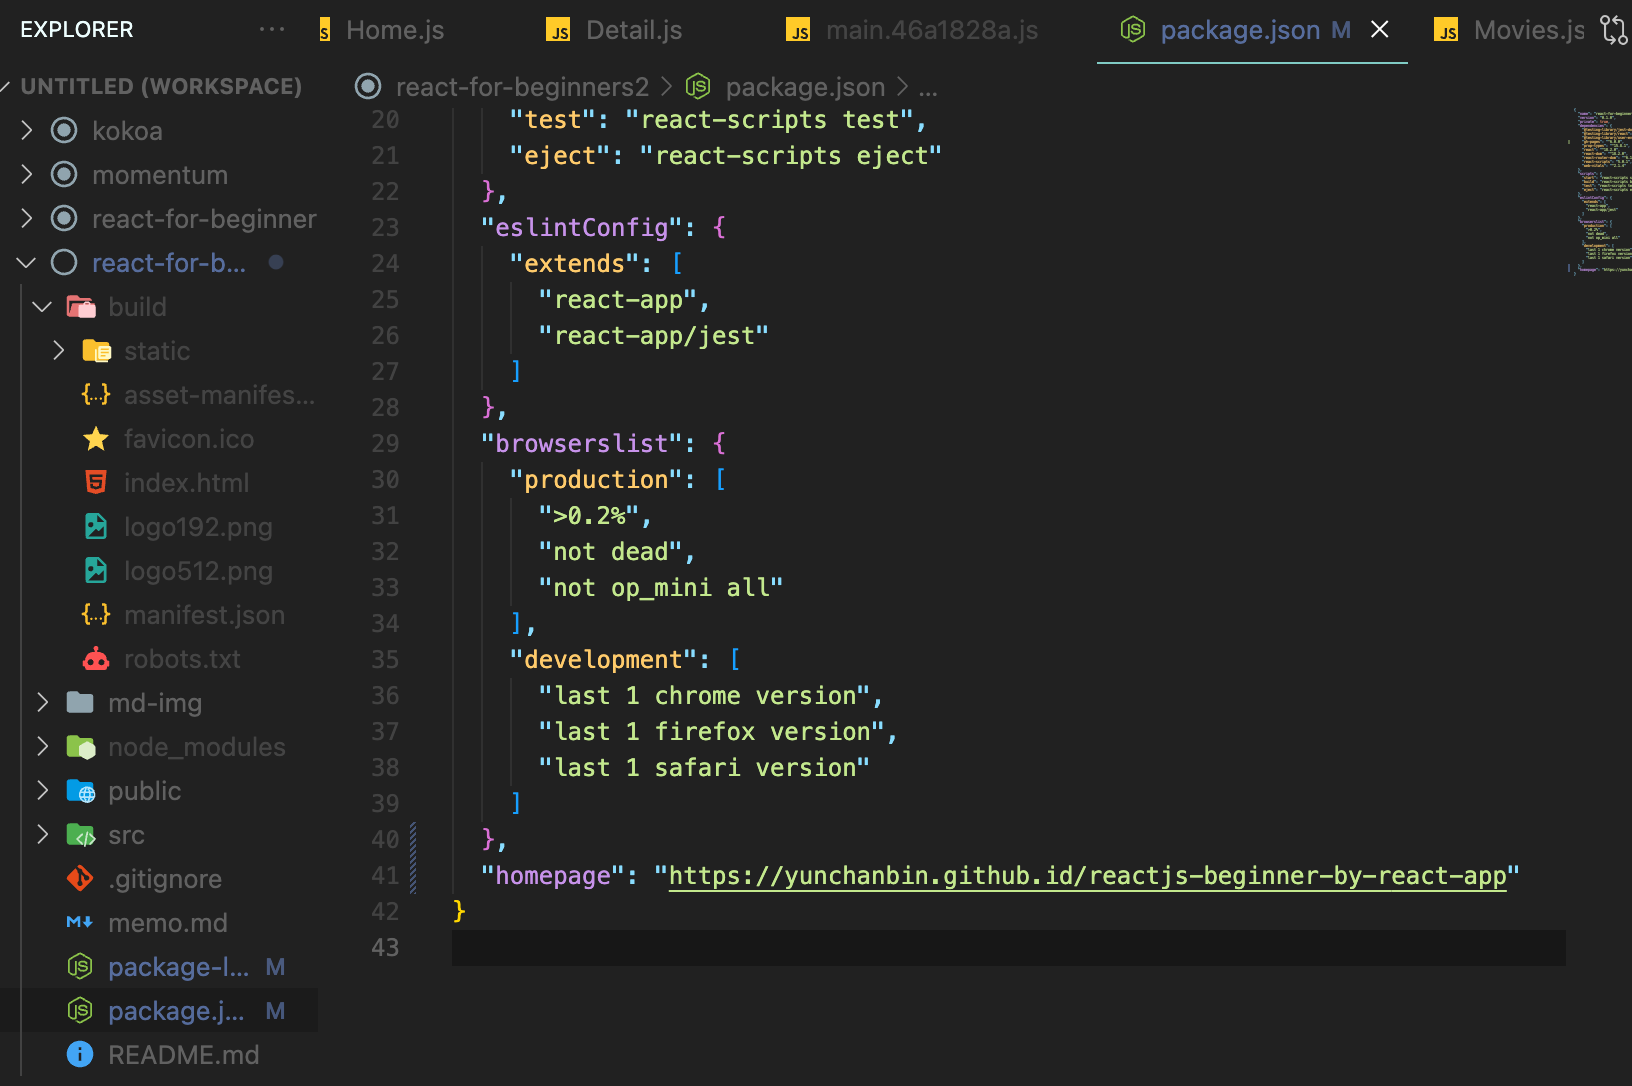 EXPLORER
...
UNTITLED (WORKSPACE)
kokoa
momentum
react-for-beginner
react-for-b...
build
static
asset-manifes...
favicon.ico
index.html
logo192.png
logo512.png
manifest.json
robots.txt
md-img
node_modules
public
src
.gitignore
memo.md
package-l... M
package.j... M
README.md
Home.js
JS Detail.js
JS main.46a1828a.js
package.json M
JS Movies.js
react-for-beginners2 > package.json > ...
20 "test": "react-scripts test",
21 "eject": "react-scripts eject"
22 },
23 "eslintConfig": {
24 "extends": [
25 "react-app",
26 "react-app/jest"
27 ]
28 },
29 "browserslist": {
30 "production": [
31 ">0.2%",
32 "not dead",
33 "not op_mini all"
34 ],
35 "development": [
36 "last 1 chrome version",
37 "last 1 firefox version",
38 "last 1 safari version"
39 ]
40 },
41 "homepage": "https://yunchanbin.github.id/reactjs-beginner-by-react-app"
42 }
43